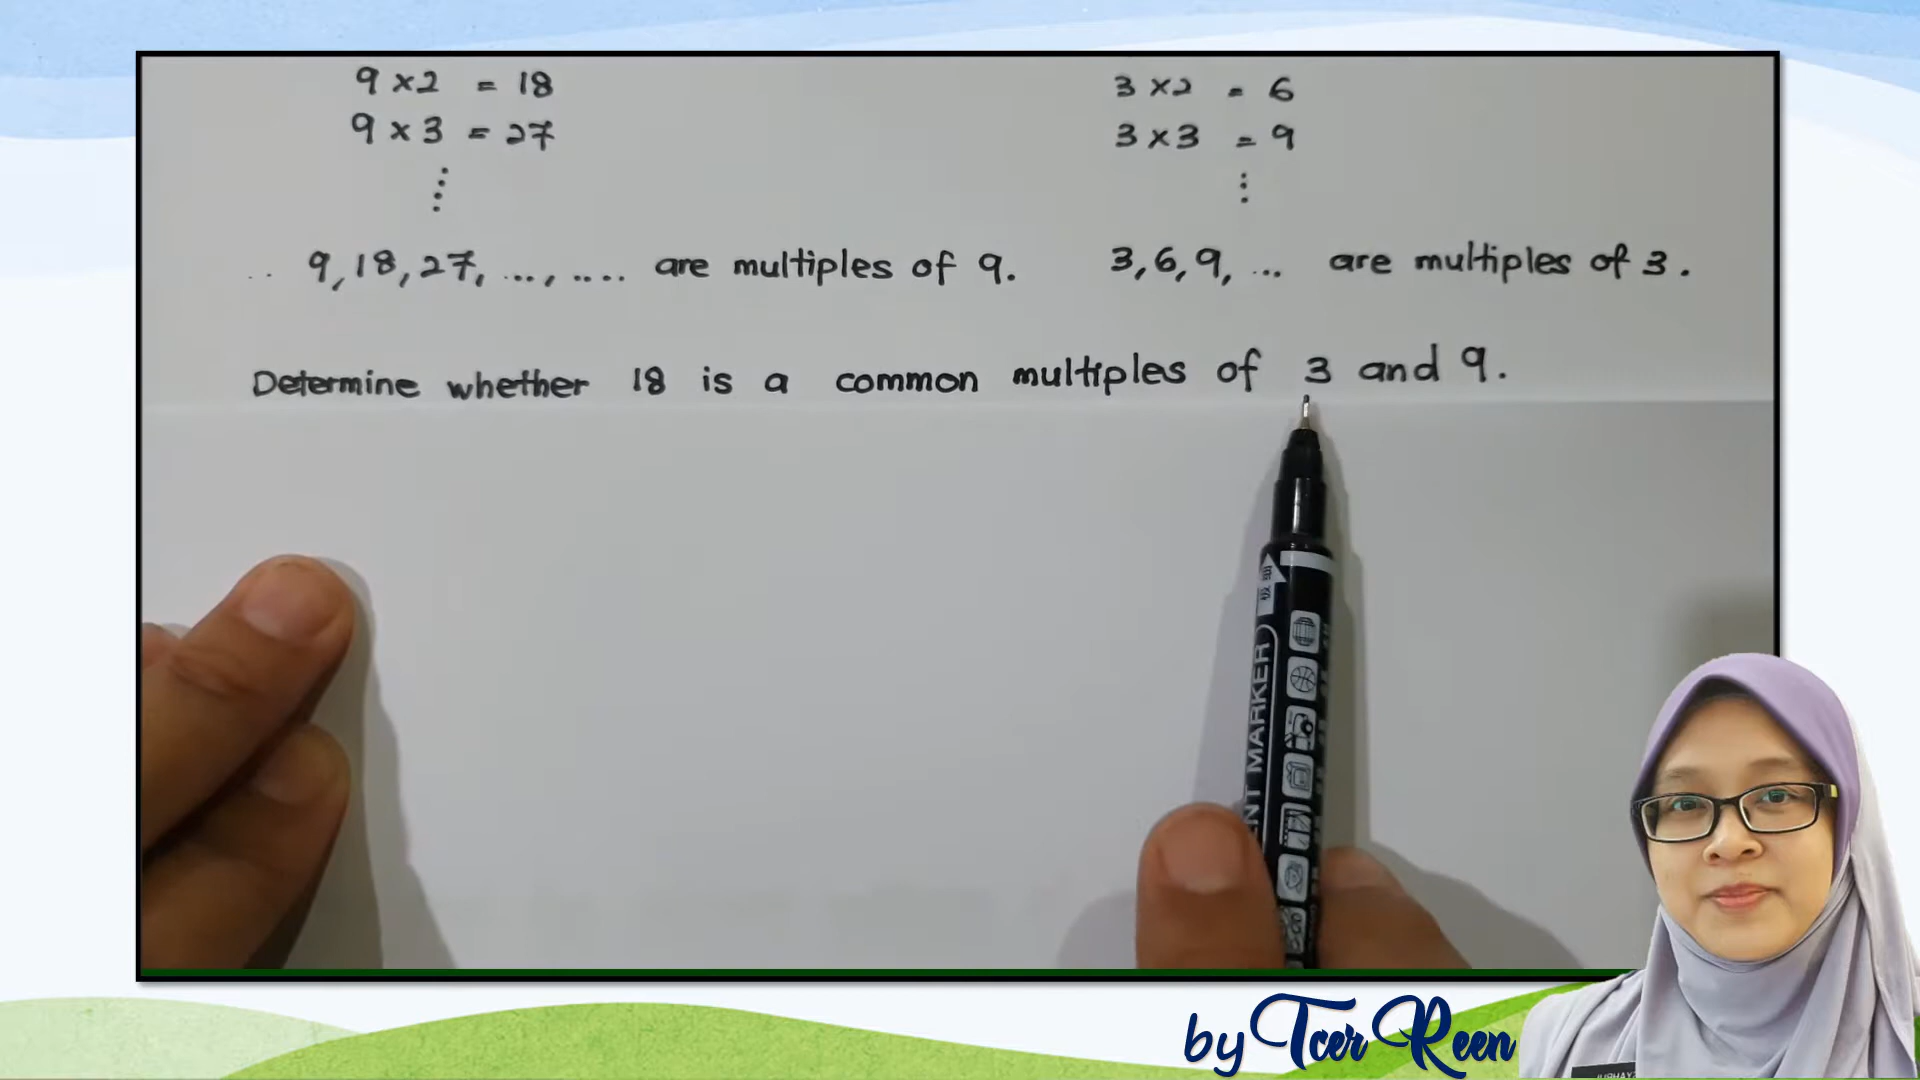 9 × 2 = 18
3 × 2 = 6
9 × 3 = 27
3 × 3 = 9
.. 9, 18, 27, ..., .... are multiples of 9.
3, 6, 9, ... are multiples of 3.
Determine whether 18 is a common multiples of 3 and 9.
MARKER
by Tcer Reen